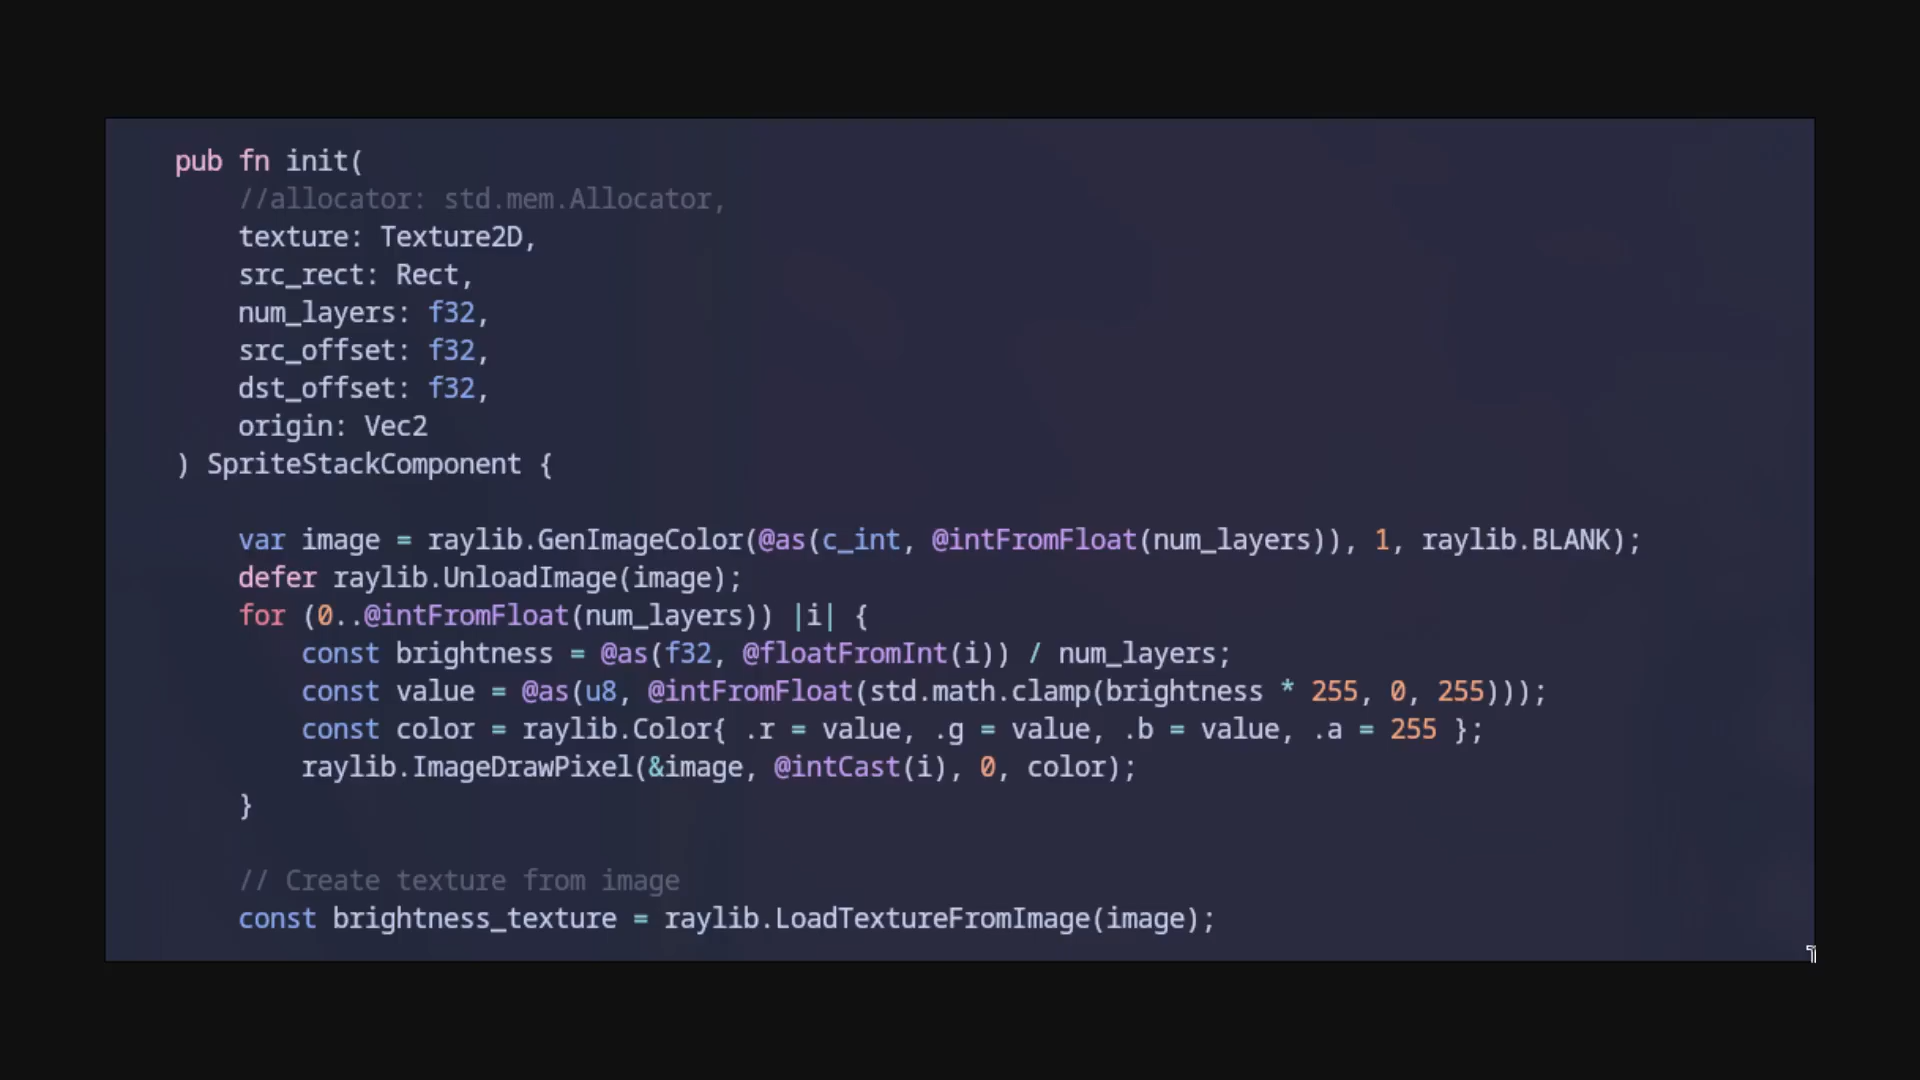 pub fn init(
//allocator: std.mem.Allocator,
texture: Texture2D,
src_rect: Rect,
num_layers: f32,
src_offset: f32,
dst_offset: f32,
origin: Vec2
) SpriteStackComponent {
var image = raylib.GenImageColor(@as(c_int, @intFromFloat(num_layers)), 1, raylib.BLANK);
defer raylib.UnloadImage(image);
for (0..@intFromFloat(num_layers)) |i| {
const brightness = @as(f32, @floatFromInt(i)) / num_layers;
const value = @as(u8, @intFromFloat(std.math.clamp(brightness * 255, 0, 255)));
const color = raylib.Color{ .r = value, .g = value, .b = value, .a = 255 };
raylib.ImageDrawPixel(&image, @intCast(i), 0, color);
}
// Create texture from image
const brightness_texture = raylib.LoadTextureFromImage(image);